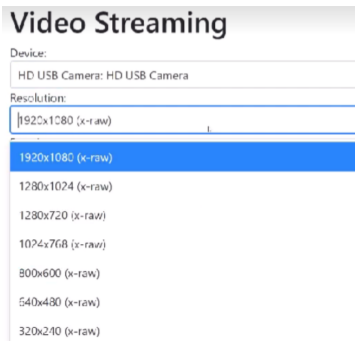 Video Streaming
Device:
HD USB Camera: HD USB Camera
Resolution:
1920x1080 (x-raw)
1920x1080 (x-raw)
1280x1024 (x-raw)
1280x720 (x-raw)
1024x768 (x-raw)
800x600 (x-raw)
640x480 (x-raw)
320x240 (x-raw)